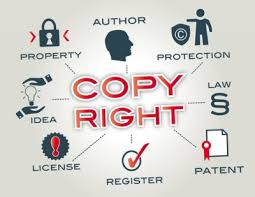 AUTHOR
PROPERTY
PROTECTION
COPY
RIGHT
IDEA
LAW
§
LICENSE
REGISTER
PATENT
©